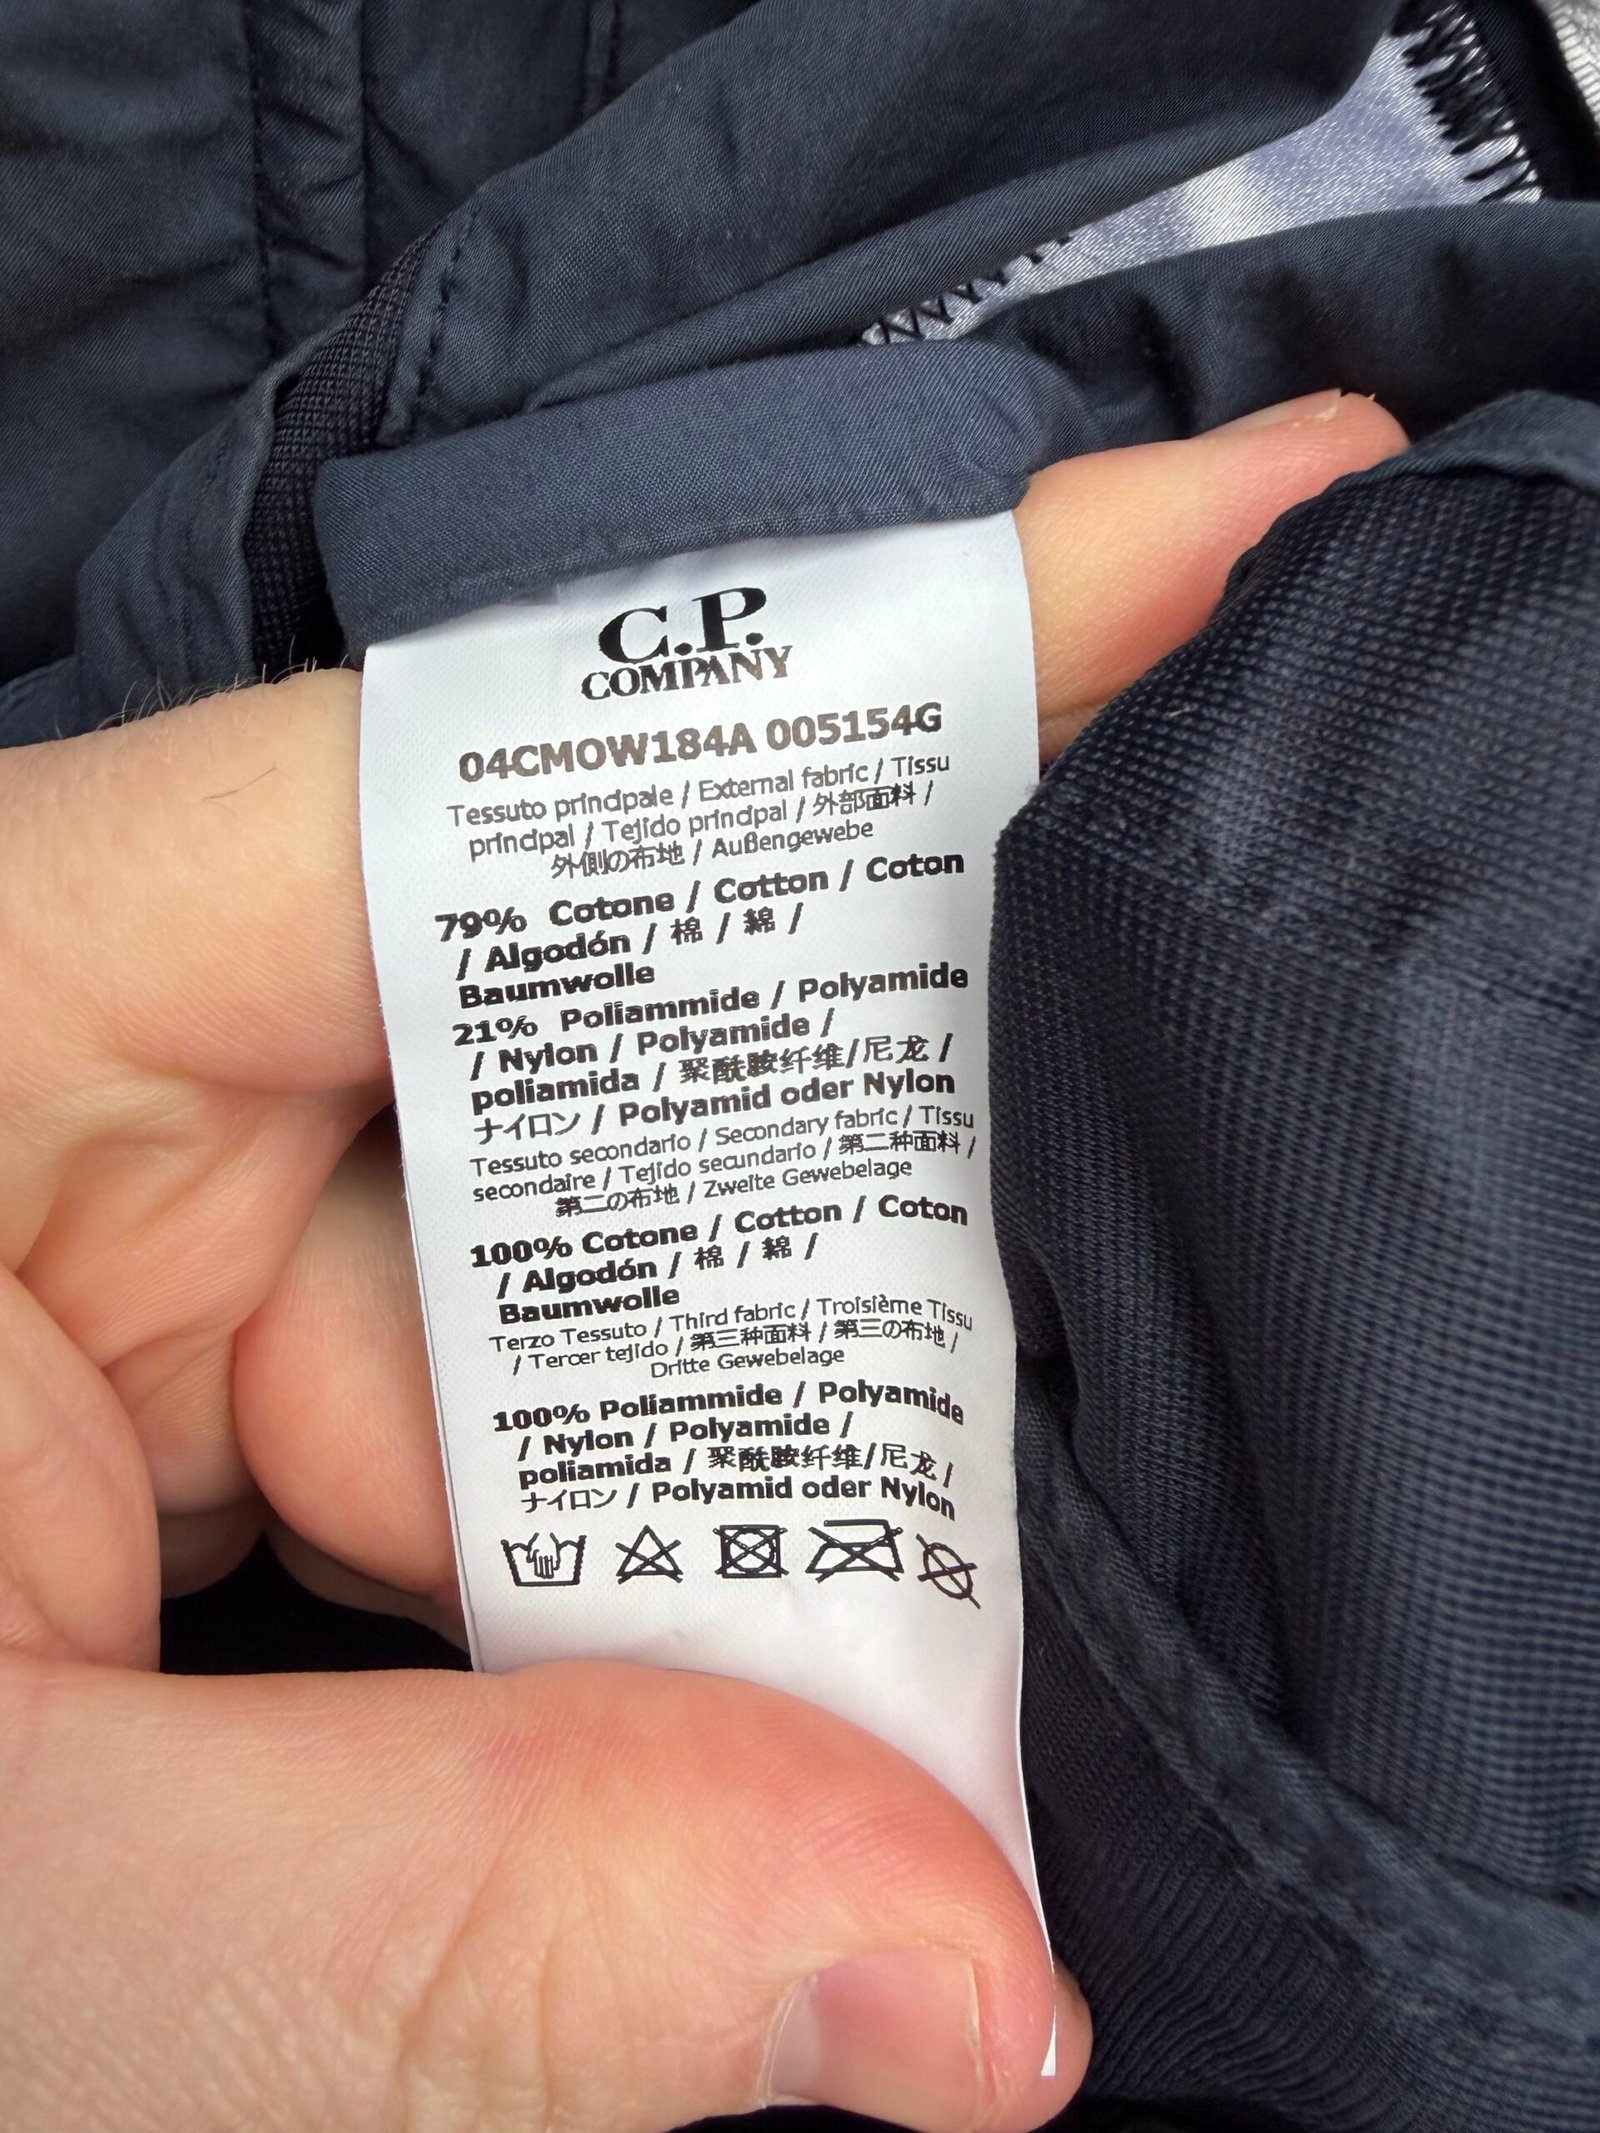 C.P.
COMPANY
04CMOW184A 005154G
Tessuto principale / External fabric / Tissu
principal / Tejido principal / 外部面料 /
外側の布地 / Außengewebe
79% Cotone / Cotton / Coton
/ Algodón / 棉 / 綿 /
Baumwolle
21% Poliammide / Polyamide
/ Nylon / Polyamide /
poliamida / 聚酰胺纤维/尼龙 /
ナイロン / Polyamid oder Nylon
Tessuto secondario / Secondary fabric / Tissu
secondaire / Tejido secundario / 第二种面料 /
第二の布地 / Zweite Gewebelage
100% Cotone / Cotton / Coton
/ Algodón / 棉 / 綿 /
Baumwolle
Terzo Tessuto / Third fabric / Troisième Tissu
/ Tercer tejido / 第三种面料 / 第三の布地 /
Dritte Gewebelage
100% Poliammide / Polyamide
/ Nylon / Polyamide /
poliamida / 聚酰胺纤维/尼龙 /
ナイロン / Polyamid oder Nylon